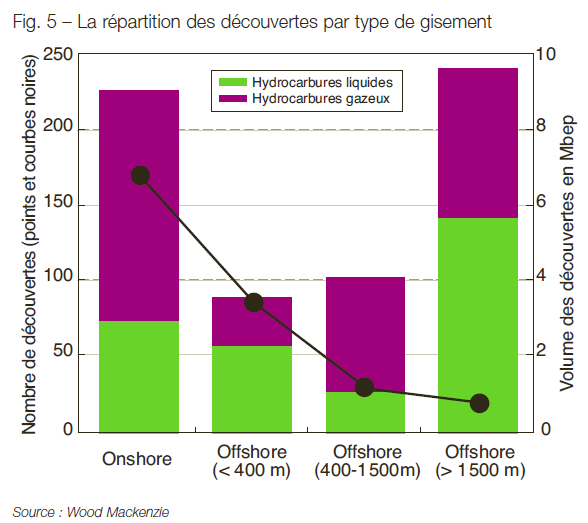 Fig. 5 – La répartition des découvertes par type de gisement
Nombre de découvertes (points et courbes noires)
250
200
150
100
50
0
Hydrocarbures liquides
Hydrocarbures gazeux
10
8
6
4
2
0
Volume des découvertes en Mbep
Onshore
Offshore
(< 400 m)
Offshore
(400-1500m)
Offshore
(> 1500 m)
Source : Wood Mackenzie